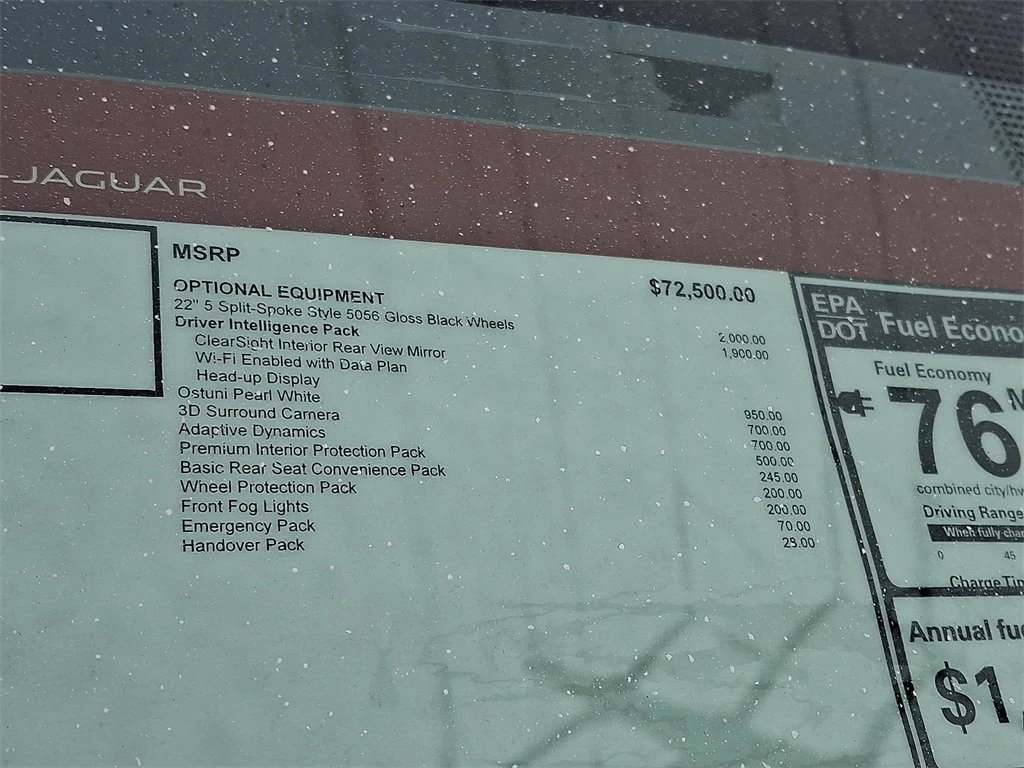 JAGUAR
MSRP $72,500.00
OPTIONAL EQUIPMENT
22" 5 Split-Spoke Style 5056 Gloss Black Wheels 2,000.00
Driver Intelligence Pack 1,900.00
ClearSight Interior Rear View Mirror
Wi-Fi Enabled with Data Plan
Head-up Display
Ostuni Pearl White 950.00
3D Surround Camera 700.00
Adaptive Dynamics 700.00
Premium Interior Protection Pack 500.00
Basic Rear Seat Convenience Pack 245.00
Wheel Protection Pack 200.00
Front Fog Lights 200.00
Emergency Pack 70.00
Handover Pack
EPA
DOT Fuel Econo
Fuel Economy
76 M
combined city/hw
Driving Range
When fully char
0 45
Charge Tim
Annual fue
$1,